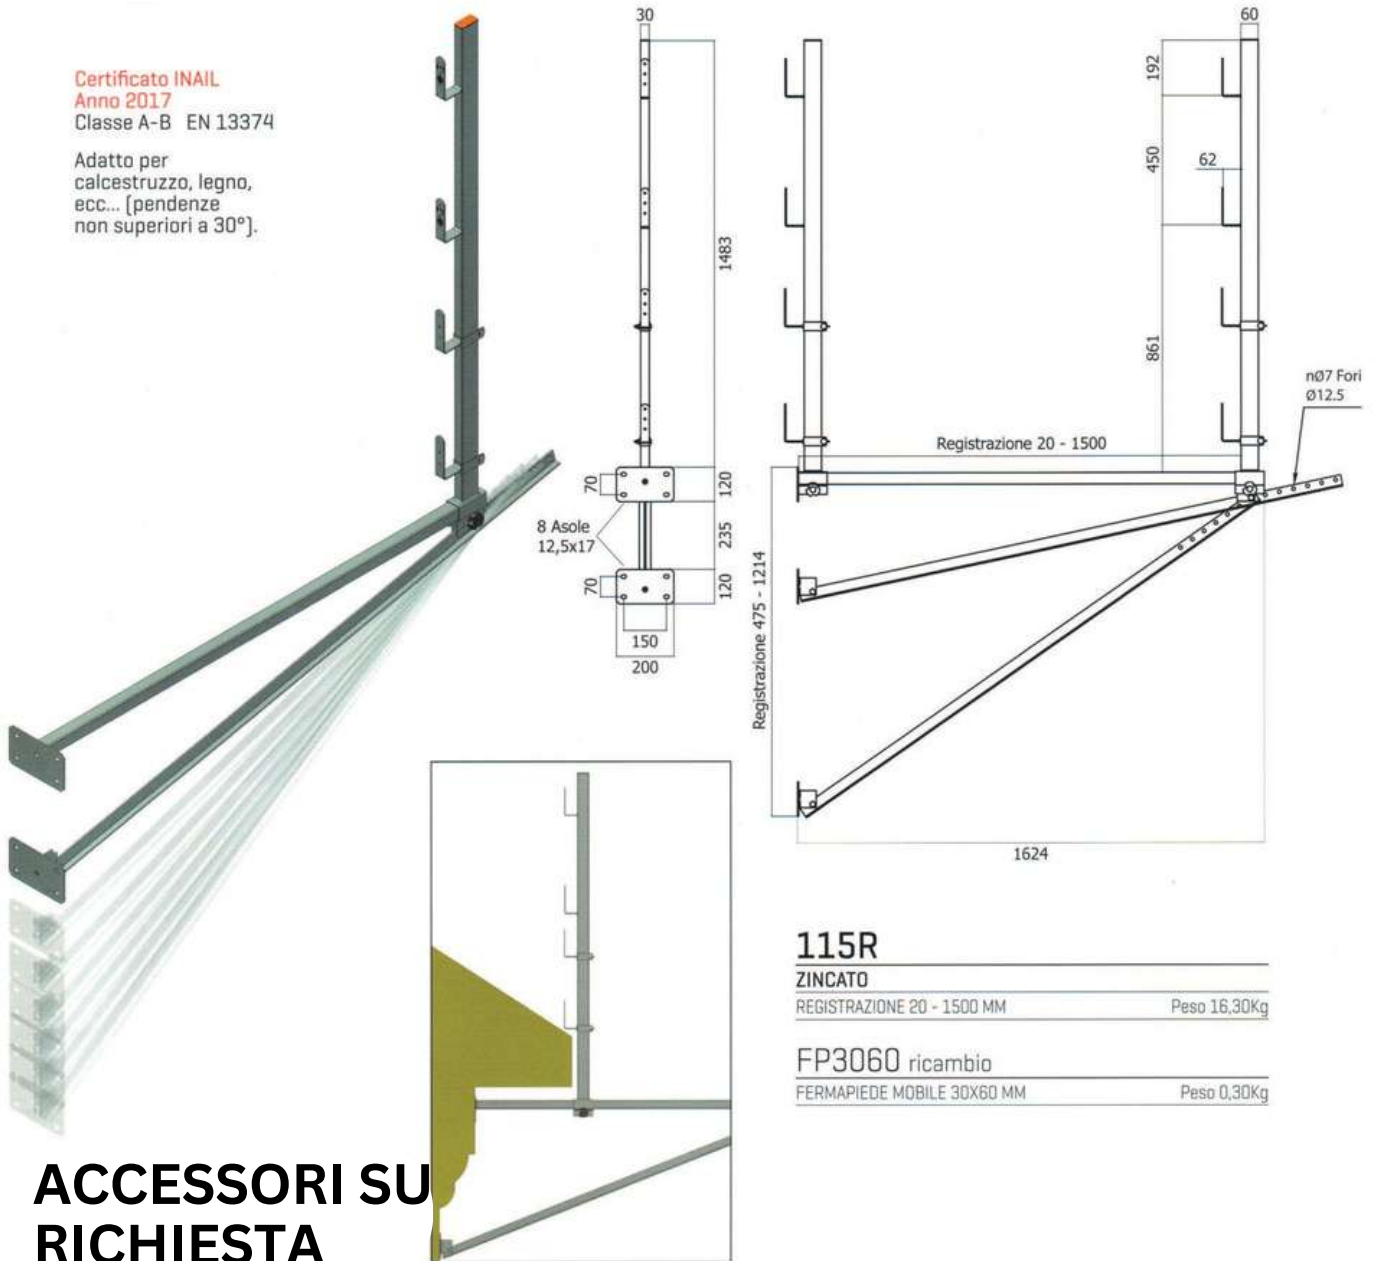 Certificato INAIL
Anno 2017
Classe A-B EN 13374
Adatto per
calcestruzzo, legno,
ecc... (pendenze
non superiori a 30°).
30
1483
70
120
8 Asole
12,5x17
235
70
120
150
200
60
192
450
62
861
nØ7 Fori
Ø12.5
Registrazione 20 - 1500
Registrazione 475 - 1214
1624
115R
ZINCATO
REGISTRAZIONE 20 - 1500 MM Peso 16,30Kg
FP3060 ricambio
FERMAPIEDE MOBILE 30X60 MM Peso 0,30Kg
ACCESSORI SU
RICHIESTA